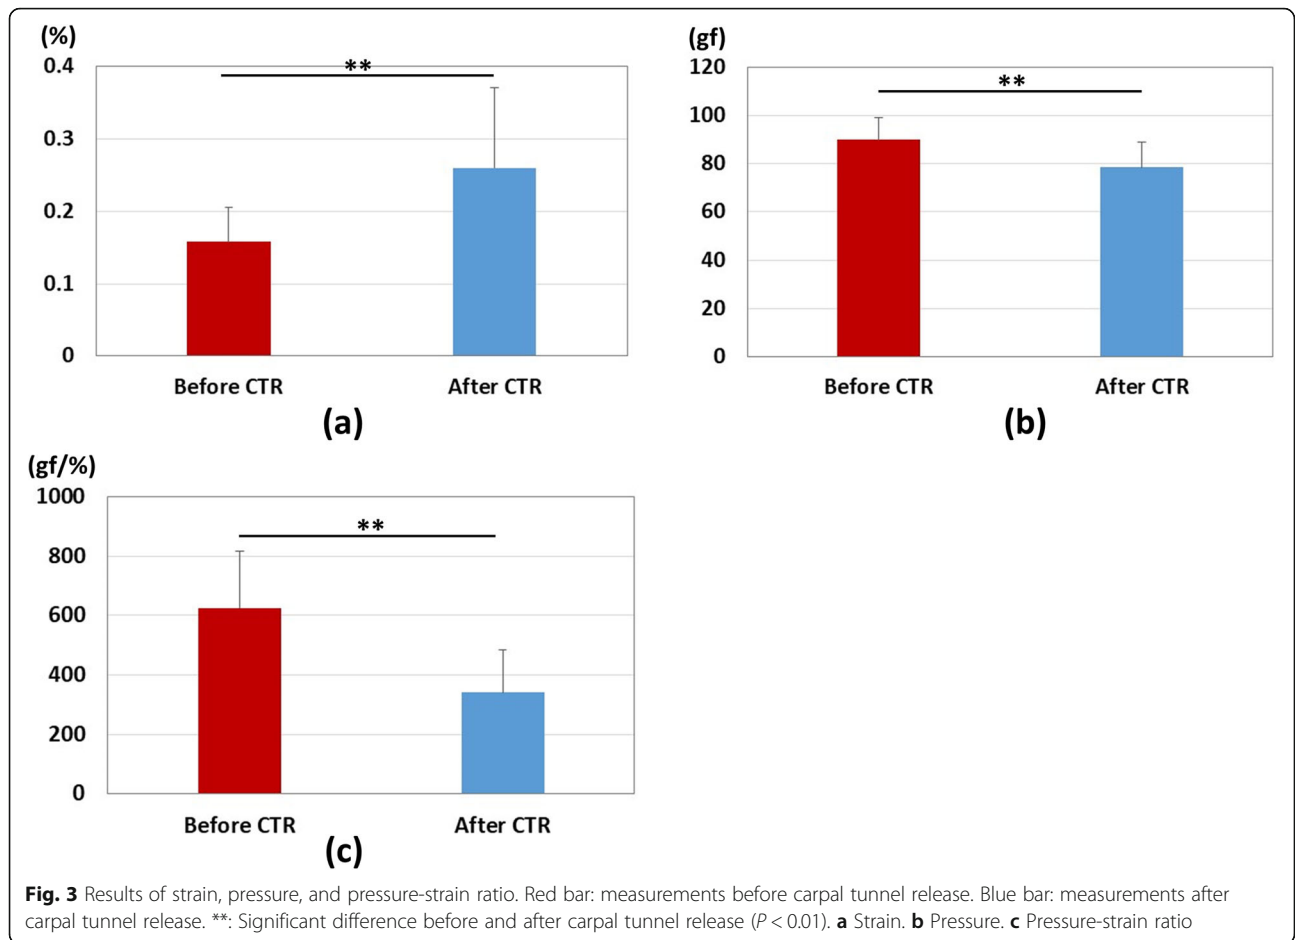 (%)
0.4
0.3
0.2
0.1
0
**
Before CTR
After CTR
(a)
(gf)
120
100
80
60
40
20
0
**
Before CTR
After CTR
(b)
(gf/%)
1000
800
600
400
200
0
**
Before CTR
After CTR
(c)
Fig. 3 Results of strain, pressure, and pressure-strain ratio. Red bar: measurements before carpal tunnel release. Blue bar: measurements after
carpal tunnel release. **: Significant difference before and after carpal tunnel release (P < 0.01). a Strain. b Pressure. c Pressure-strain ratio